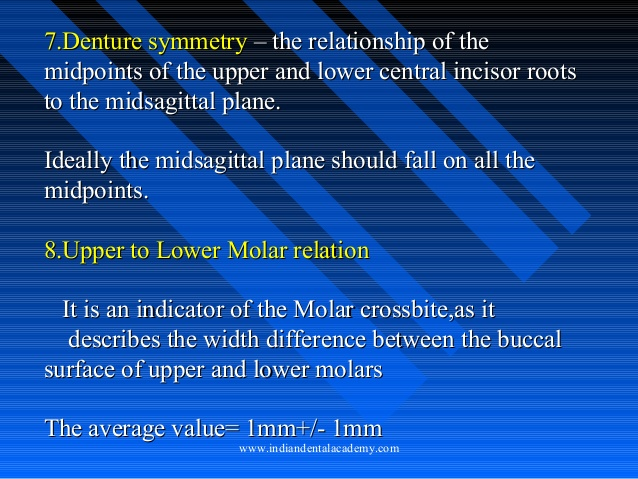 7.Denture symmetry – the relationship of the
midpoints of the upper and lower central incisor roots
to the midsagittal plane.
Ideally the midsagittal plane should fall on all the
midpoints.
8.Upper to Lower Molar relation
It is an indicator of the Molar crossbite,as it
describes the width difference between the buccal
surface of upper and lower molars
The average value= 1mm+/- 1mm
www.indiandentalacademy.com